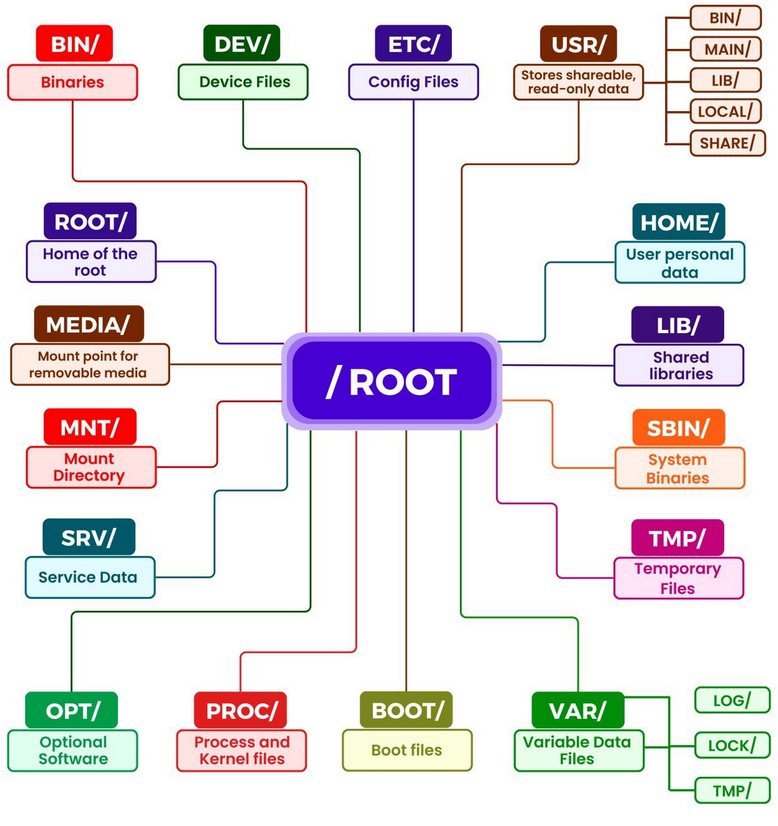 BIN/
Binaries
DEV/
Device Files
ETC/
Config Files
USR/
Stores shareable,
read-only data
BIN/
MAIN/
LIB/
LOCAL/
SHARE/
ROOT/
Home of the
root
HOME/
User personal
data
MEDIA/
Mount point for
removable media
/ ROOT
LIB/
Shared
libraries
MNT/
Mount
Directory
SBIN/
System
Binaries
SRV/
Service Data
TMP/
Temporary
Files
OPT/
Optional
Software
PROC/
Process and
Kernel files
BOOT/
Boot files
VAR/
Variable Data
Files
LOG/
LOCK/
TMP/